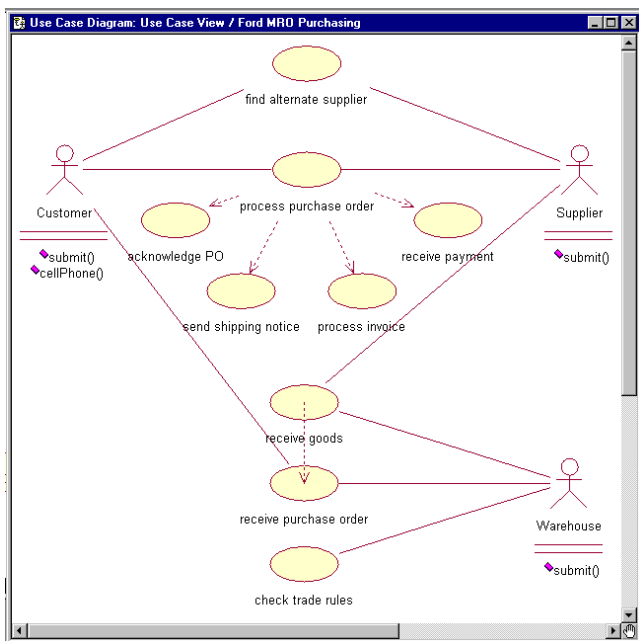 Use Case Diagram: Use Case View / Ford MRO Purchasing
find alternate supplier
Customer
process purchase order
Supplier
submit()
cellPhone()
acknowledge PO
receive payment
submit()
send shipping notice
process invoice
receive goods
receive purchase order
Warehouse
submit()
check trade rules